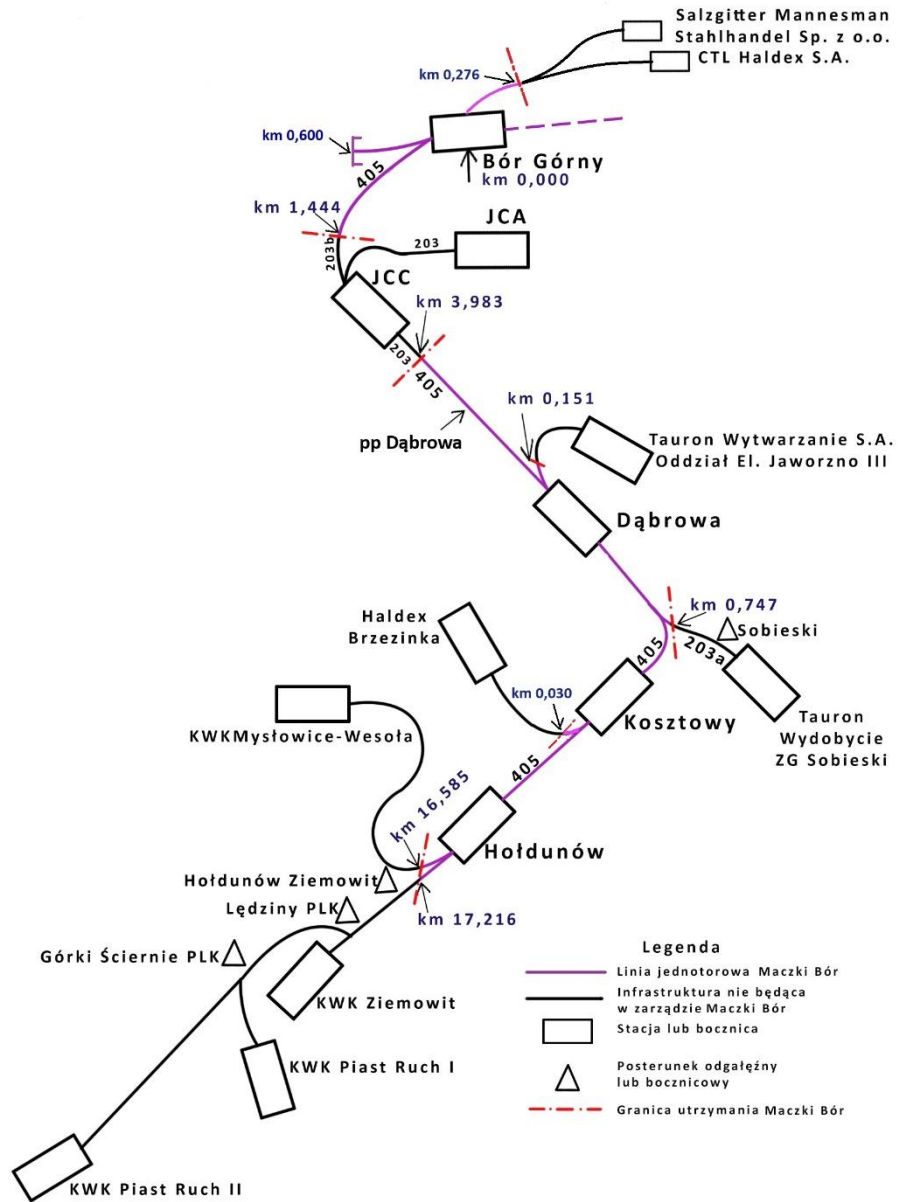 Salzgitter Mannesman
Stahlhandel Sp. z o.o.
CTL Haldex S.A.
km 0,276
km 0,600
405
Bór Górny
km 0,000
km 1,444
203b
JCA
203
JCC
km 3,983
203
405
km 0,151
pp Dąbrowa
Tauron Wytwarzanie S.A.
Oddział El. Jaworzno III
Dąbrowa
km 0,747
Sobieski
203a
405
Haldex
Brzezinka
km 0,030
Kosztowy
Tauron
Wydobycie
ZG Sobieski
KWKMysłowice-Wesoła
405
km 16,585
Hołdunów
Hołdunów Ziemowit
Lędziny PLK
km 17,216
Górki Ściernie PLK
KWK Ziemowit
KWK Piast Ruch I
KWK Piast Ruch II
Legenda
Linia jednotorowa Maczki Bór
Infrastruktura nie będąca
w zarządzie Maczki Bór
Stacja lub bocznica
Posterunek odgałęźny
lub bocznicowy
Granica utrzymania Maczki Bór